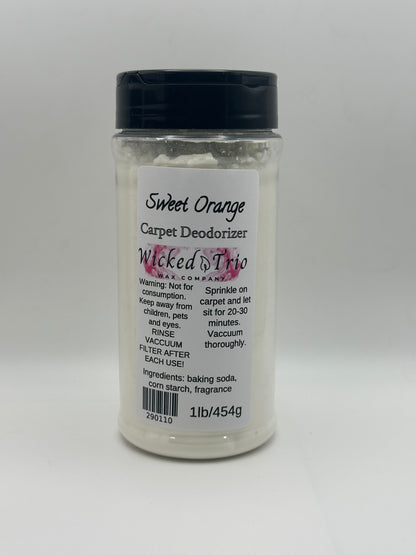 Sweet Orange
Carpet Deodorizer
Wicked Trio
WAX COMPANY
Warning: Not for
consumption.
Keep away from
children, pets
and eyes.
RINSE
VACCUUM
FILTER AFTER
EACH USE!
Sprinkle on
carpet and let
sit for 20-30
minutes.
Vaccuum
thoroughly.
Ingredients: baking soda,
corn starch, fragrance
290110
1lb/454g